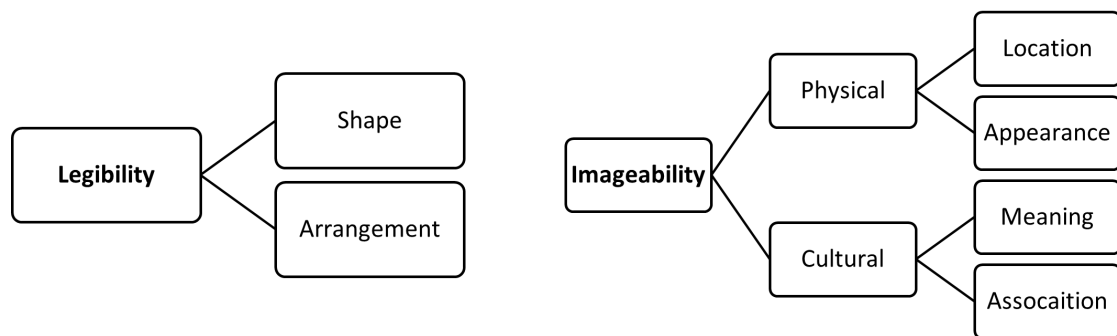 Legibility
Shape
Arrangement
Imageability
Physical
Location
Appearance
Cultural
Meaning
Assocaition